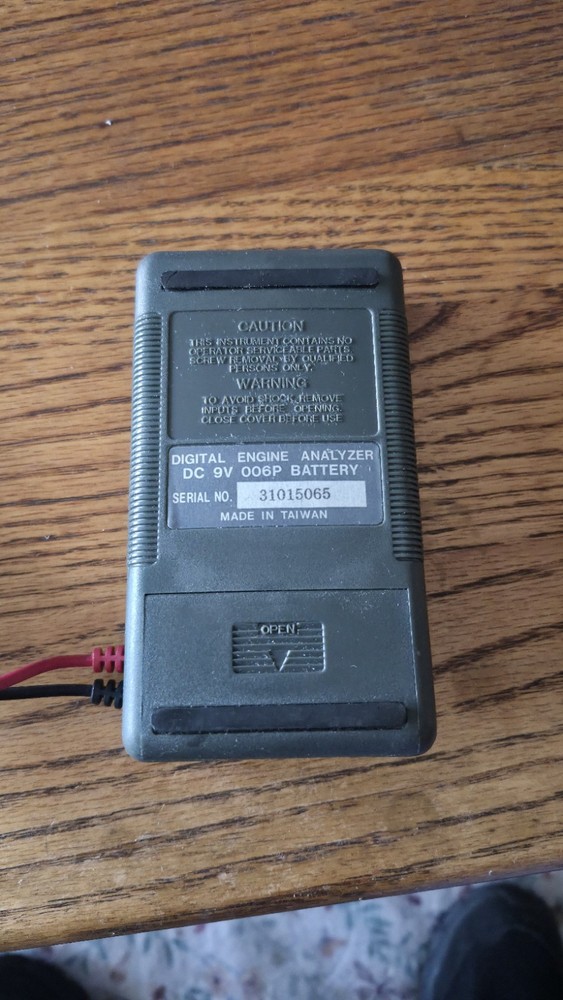 CAUTION
THIS INSTRUMENT CONTAINS NO
OPERATOR SERVICEABLE PARTS.
SCREW REMOVAL BY QUALIFIED
PERSONS ONLY.
WARNING
TO AVOID SHOCK, REMOVE
INPUTS BEFORE OPENING.
CLOSE COVER BEFORE USE
DIGITAL ENGINE ANALYZER
DC 9V 006P BATTERY
SERIAL NO. 31015065
MADE IN TAIWAN
OPEN